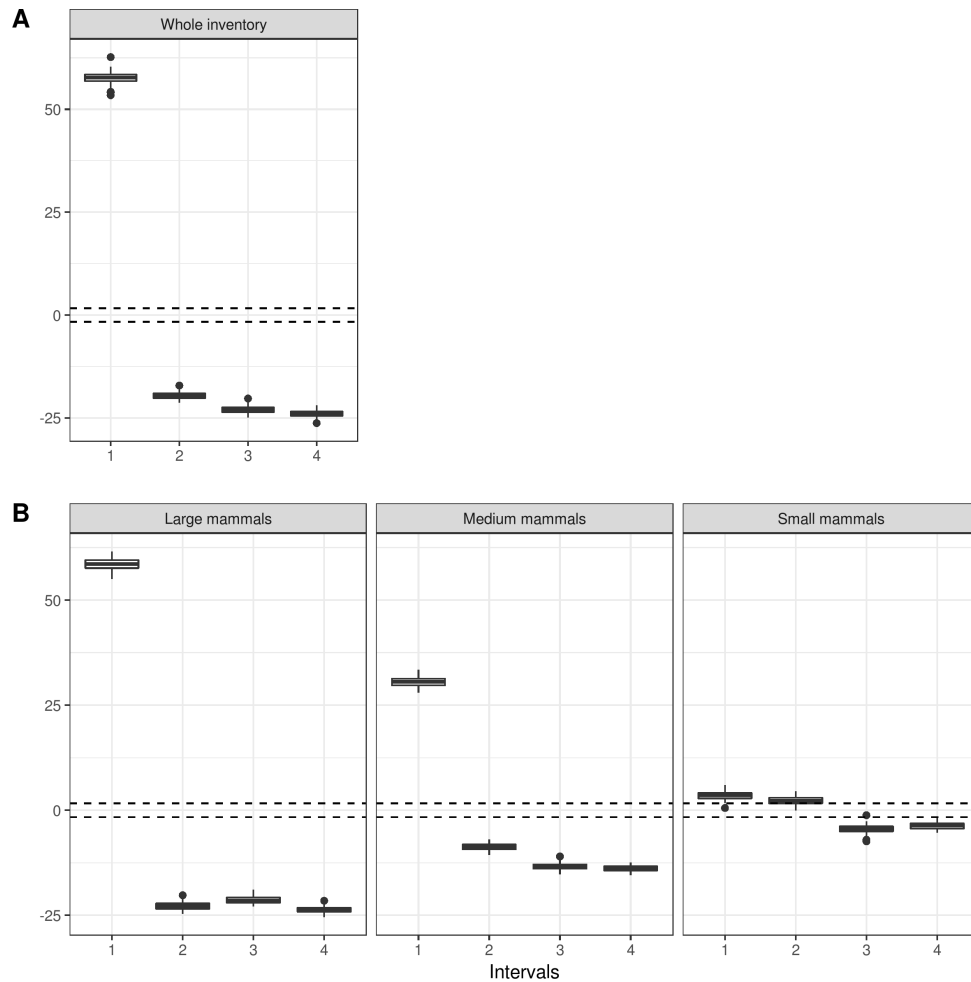 A
Whole inventory
50
25
0
-25
1 2 3 4
B
Large mammals Medium mammals Small mammals
50
25
0
-25
1 2 3 4 1 2 3 4 1 2 3 4
Intervals